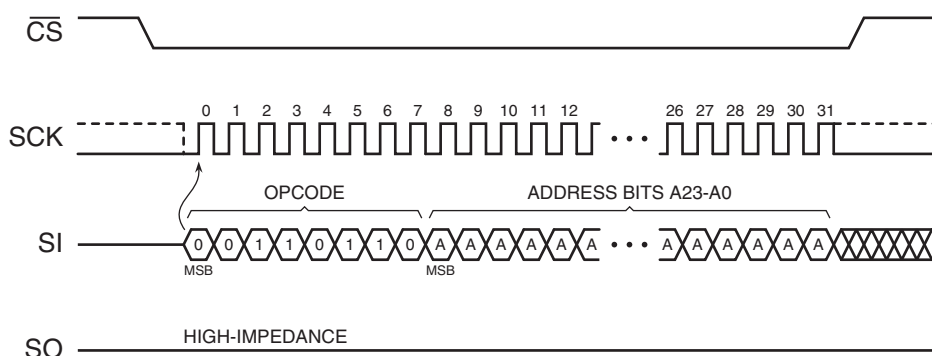 CS
0 1 2 3 4 5 6 7 8 9 10 11 12 26 27 28 29 30 31
SCK
OPCODE ADDRESS BITS A23-A0
SI 0 0 1 1 0 1 1 0 A A A A A A A A A A A A
MSB MSB
HIGH-IMPEDANCE
SO